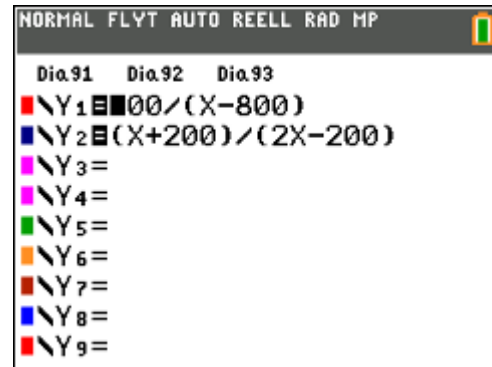 NORMAL FLYT AUTO REELL RAD MP
Dia.91 Dia.92 Dia.93
\Y1=00/(X-800)
\Y2=(X+200)/(2X-200)
\Y3=
\Y4=
\Y5=
\Y6=
\Y7=
\Y8=
\Y9=